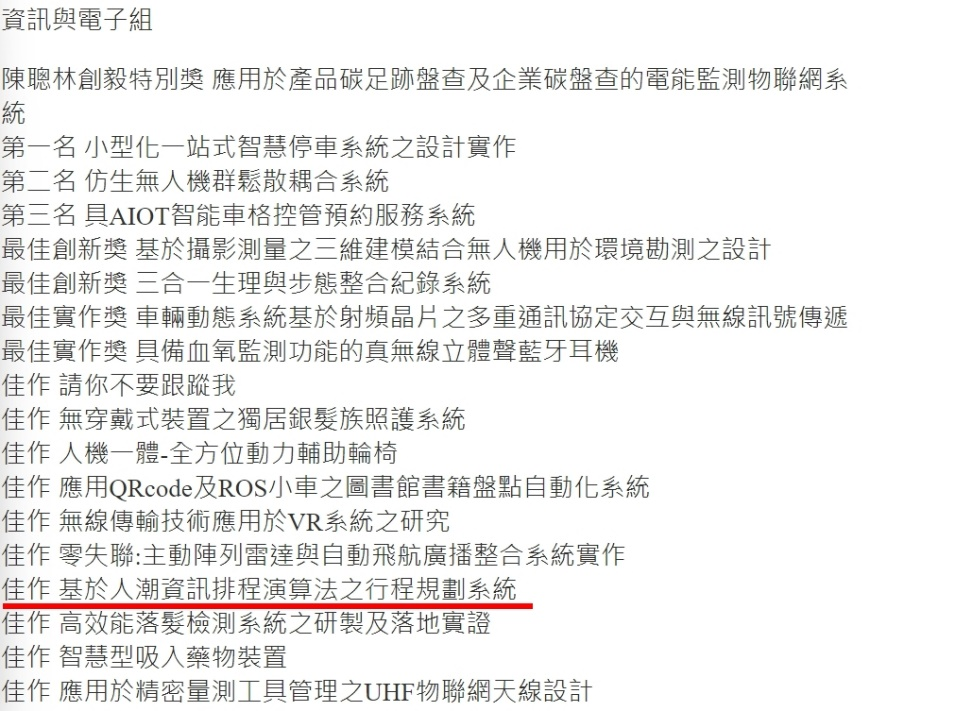 資訊與電子組
陳聰林創毅特別獎 應用於產品碳足跡盤查及企業碳盤查的電能監測物聯網系
統
第一名 小型化一站式智慧停車系統之設計實作
第二名 仿生無人機群鬆散耦合系統
第三名 具AIOT智能車格控管預約服務系統
最佳創新獎 基於攝影測量之三維建模結合無人機用於環境勘測之設計
最佳創新獎 三合一生理與步態整合紀錄系統
最佳實作獎 車輛動態系統基於射頻晶片之多重通訊協定交互與無線訊號傳遞
最佳實作獎 具備血氧監測功能的真無線立體聲藍牙耳機
佳作 請你不要跟蹤我
佳作 無穿戴式裝置之獨居銀髮族照護系統
佳作 人機一體-全方位動力輔助輪椅
佳作 應用QRcode及ROS小車之圖書館書籍盤點自動化系統
佳作 無線傳輸技術應用於VR系統之研究
佳作 零失聯:主動陣列雷達與自動飛航廣播整合系統實作
佳作 基於人潮資訊排程演算法之行程規劃系統
佳作 高效能落髮檢測系統之研製及落地實證
佳作 智慧型吸入藥物裝置
佳作 應用於精密量測工具管理之UHF物聯網天線設計